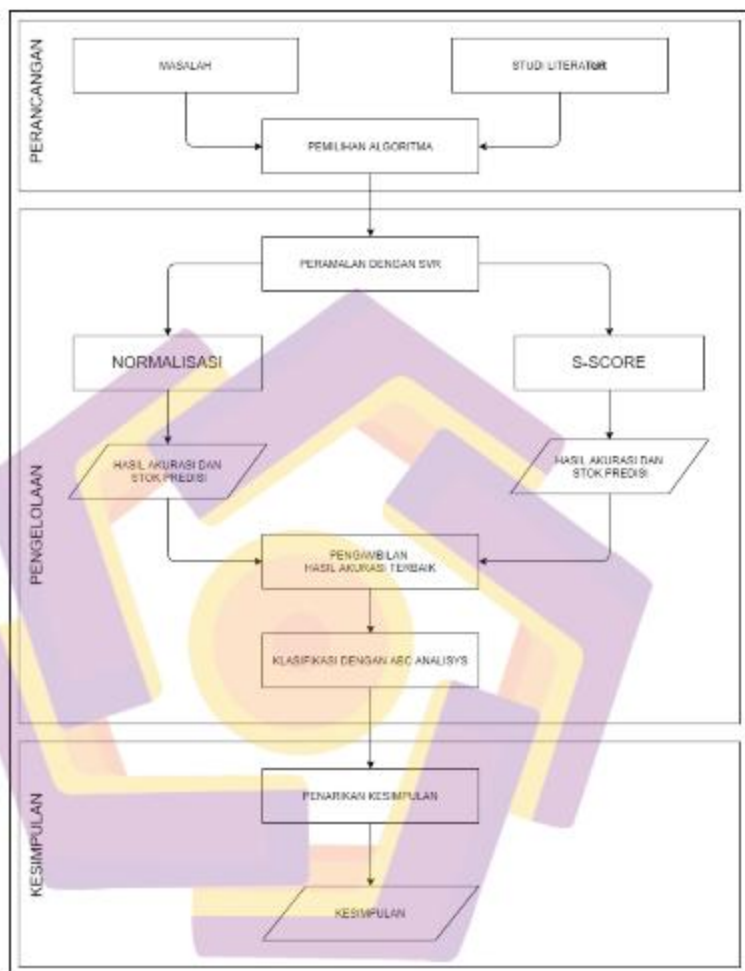 PERANCANGAN
MASALAH
STUDI LITERATUR
PEMILIHAN ALGORITMA
PENGELOLAAN
PERAMALAN DENGAN SVR
NORMALISASI
S-SCORE
HASIL AKURASI DAN
STOK PREDISI
HASIL AKURASI DAN
STOK PREDISI
PENGAMBILAN
HASIL AKURASI TERBAIK
KLASIFIKASI DENGAN ABC ANALISYS
KESIMPULAN
PENARIKAN KESIMPULAN
KESIMPULAN